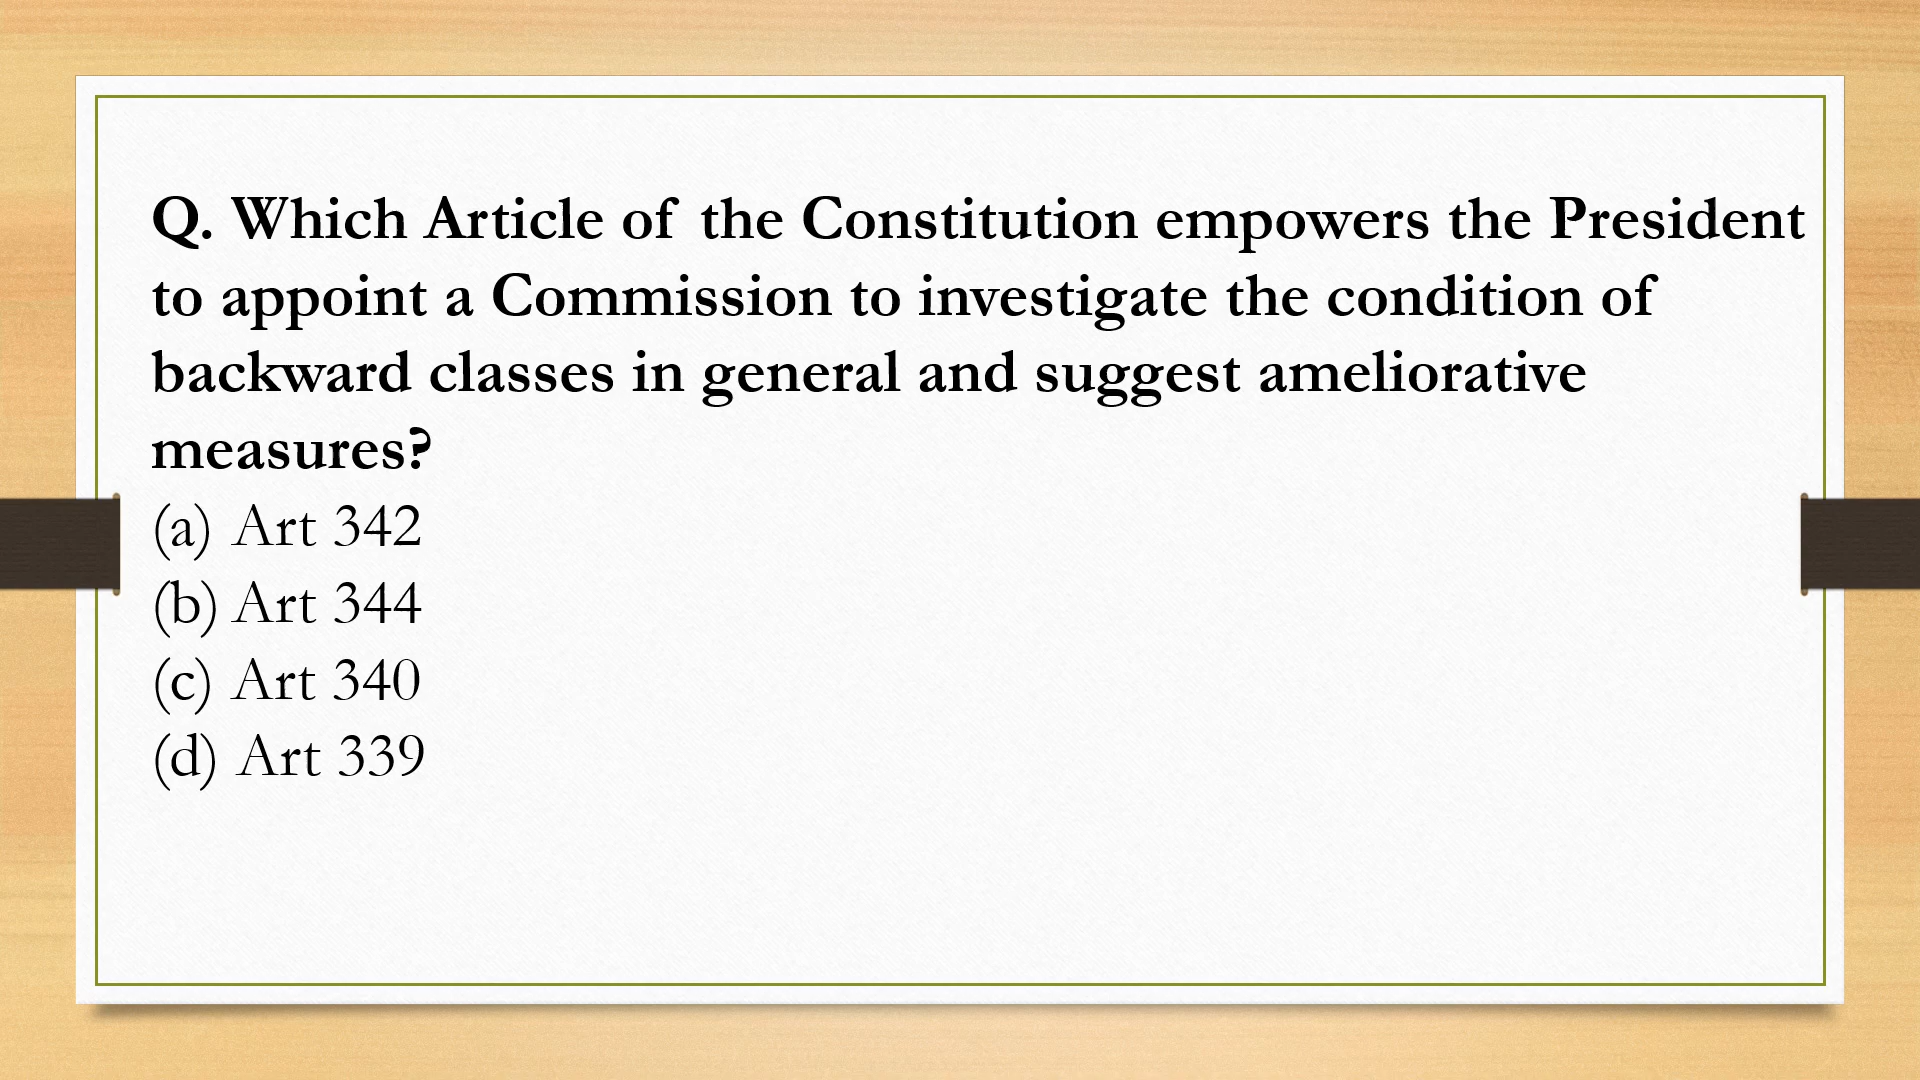 Q. Which Article of the Constitution empowers the President
to appoint a Commission to investigate the condition of
backward classes in general and suggest ameliorative
measures?
(a) Art 342
(b) Art 344
(c) Art 340
(d) Art 339